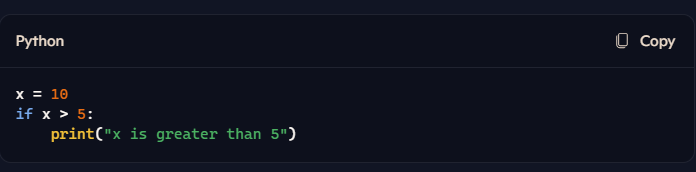 Python
Copy
x = 10
if x > 5:
    print("x is greater than 5")